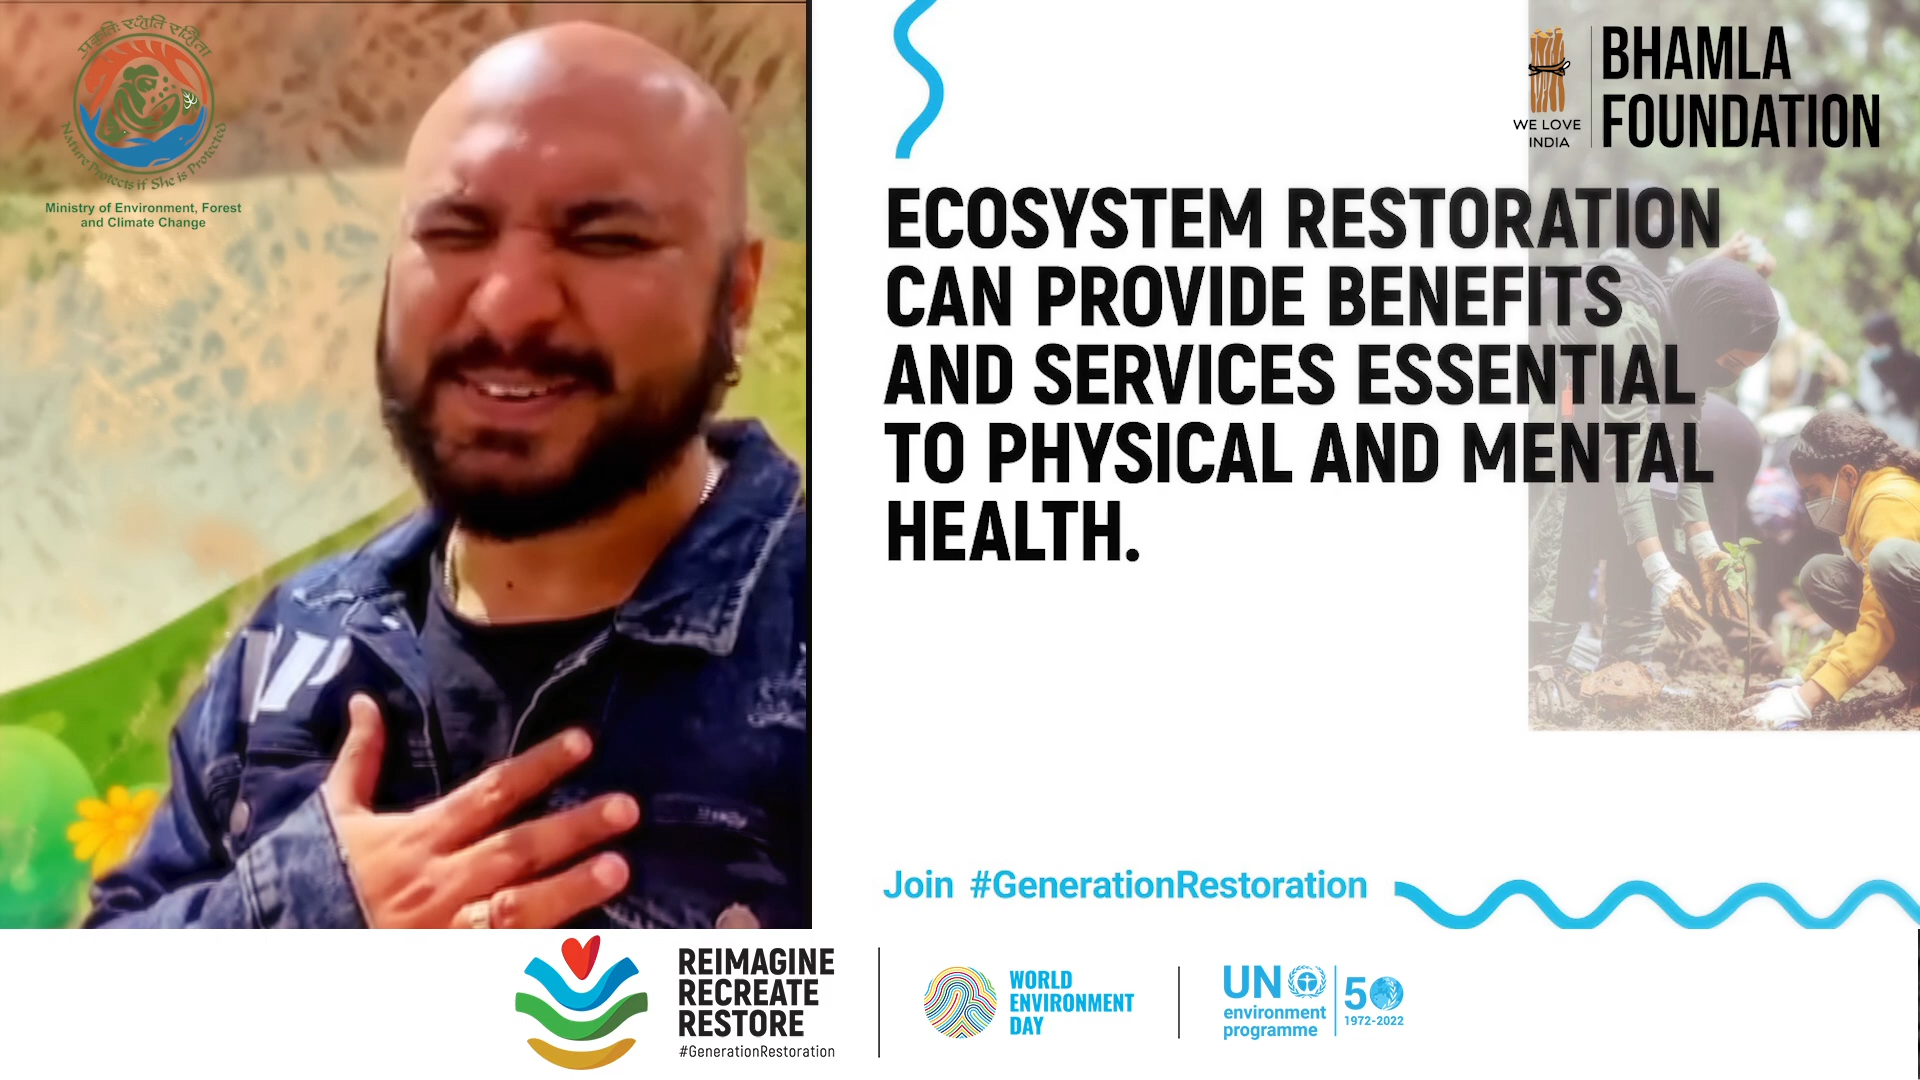 प्रकृतिः रक्षति रक्षिता
Nature Protects if She is Protected
Ministry of Environment, Forest
and Climate Change
WE LOVE
INDIA
BHAMLA
FOUNDATION
ECOSYSTEM RESTORATION
CAN PROVIDE BENEFITS
AND SERVICES ESSENTIAL
TO PHYSICAL AND MENTAL
HEALTH.
Join #GenerationRestoration
REIMAGINE
RECREATE
RESTORE
#GenerationRestoration
WORLD
ENVIRONMENT
DAY
UN
environment
programme
50
1972-2022